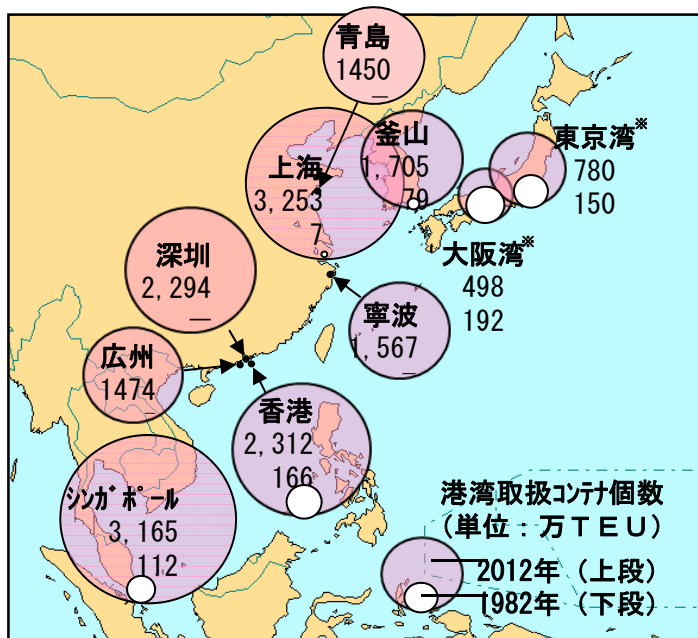 青島
1450
—
釜山
1,705
79
東京湾※
780
150
上海
3,253
7
大阪湾※
498
192
深圳
2,294
—
寧波
1,567
—
広州
1474
—
香港
2,312
166
シンガポール
3,165
112
港湾取扱コンテナ個数
(単位：万TEU)
2012年（上段）
1982年（下段）